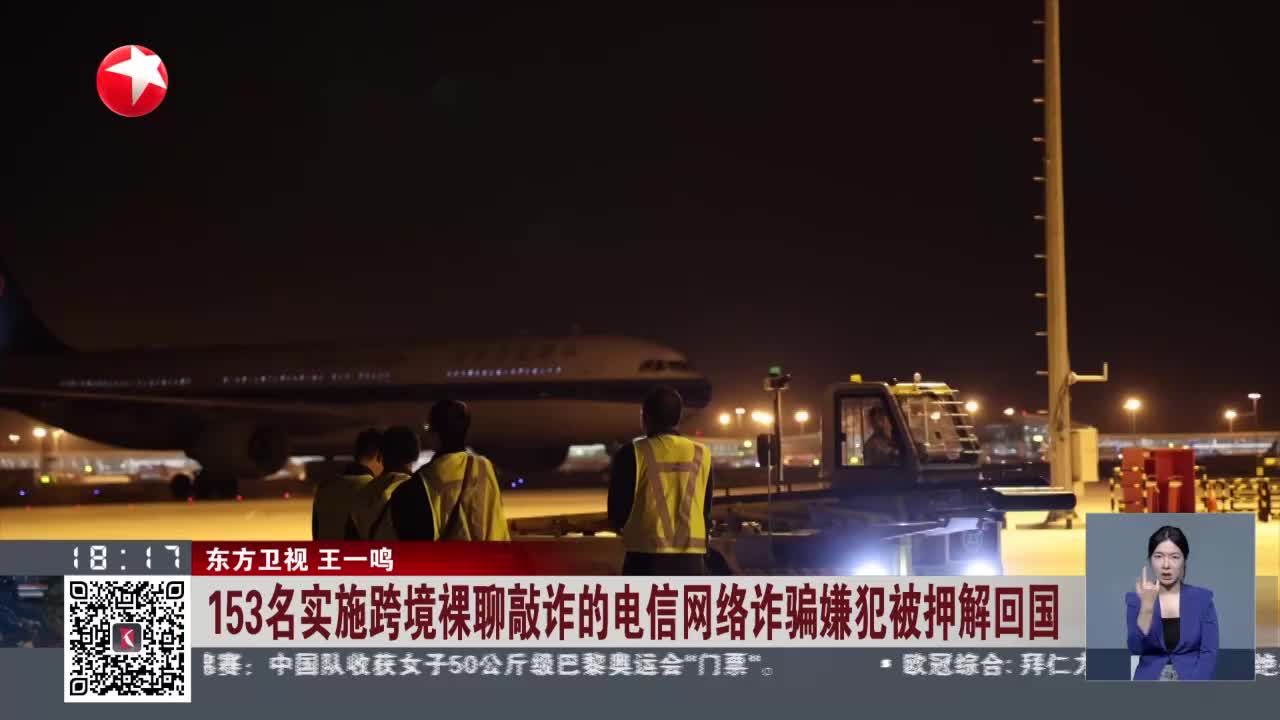 18:17
东方卫视 王一鸣
153名实施跨境裸聊敲诈的电信网络诈骗嫌犯被押解回国
赛：中国队收获女子50公斤级巴黎奥运会"门票"。 ▪ 欧冠综合：拜仁